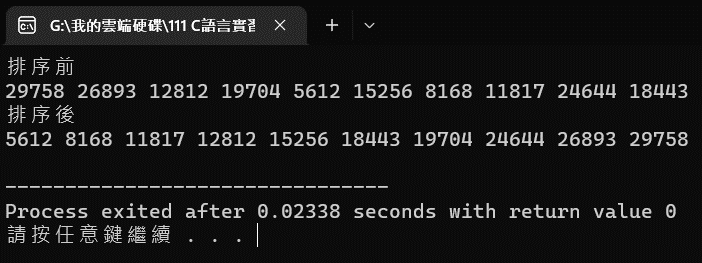 G:\我的雲端硬碟\111 C語言實習
排序前
29758 26893 12812 19704 5612 15256 8168 11817 24644 18443
排序後
5612 8168 11817 12812 15256 18443 19704 24644 26893 29758
--------------------------------
Process exited after 0.02338 seconds with return value 0
請按任意鍵繼續 . . .